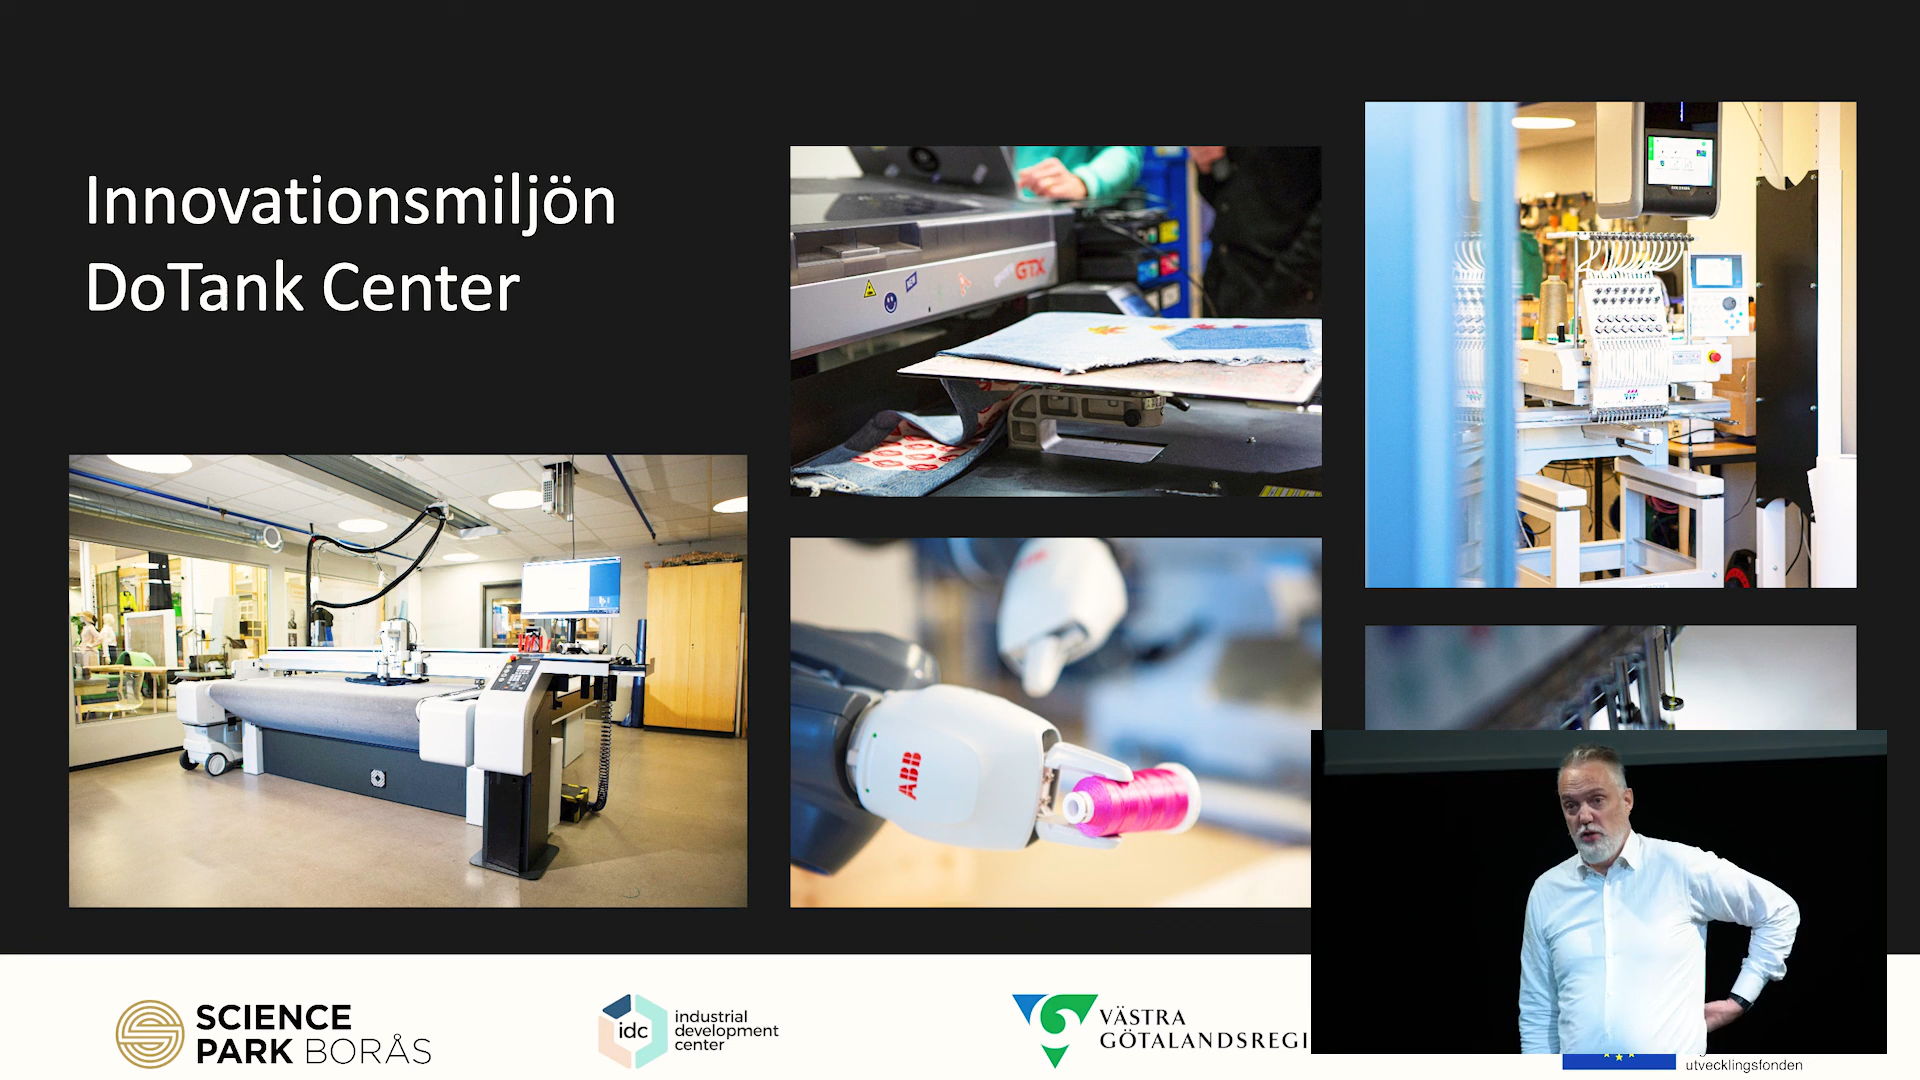 Innovationsmiljön
DoTank Center
GTX
ABB
SCIENCE
PARK BORÅS
idc
industrial
development
center
VÄSTRA
GÖTALANDSREGI
utvecklingsfonden